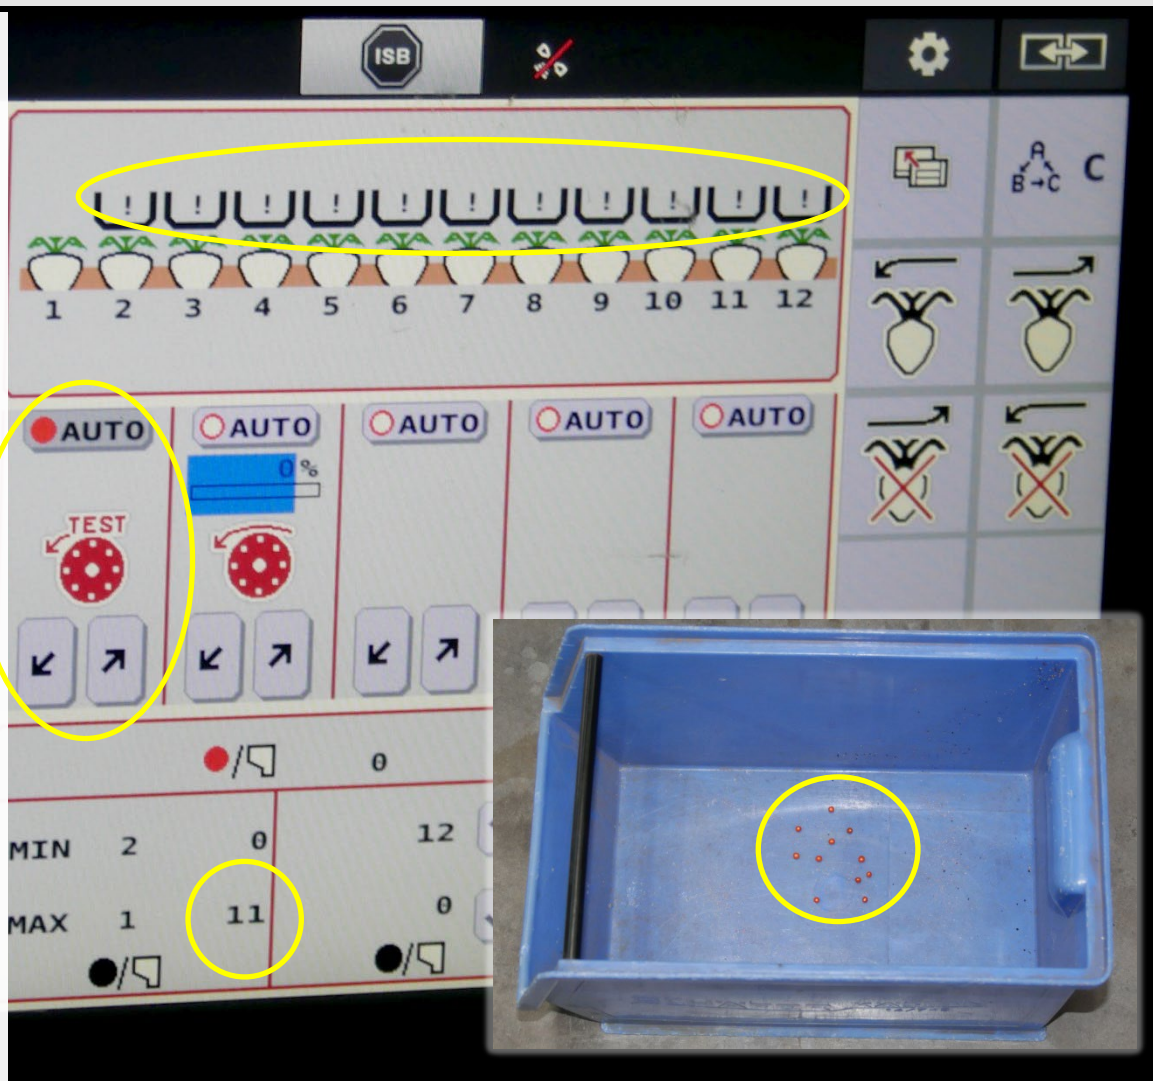 ISB
! ! ! ! ! ! ! ! ! ! !
A
B → C C
1 2 3 4 5 6 7 8 9 10 11 12
AUTO AUTO AUTO AUTO AUTO
0 %
TEST
/ 0
MIN 2 0 12
MAX 1 11 0
/ /